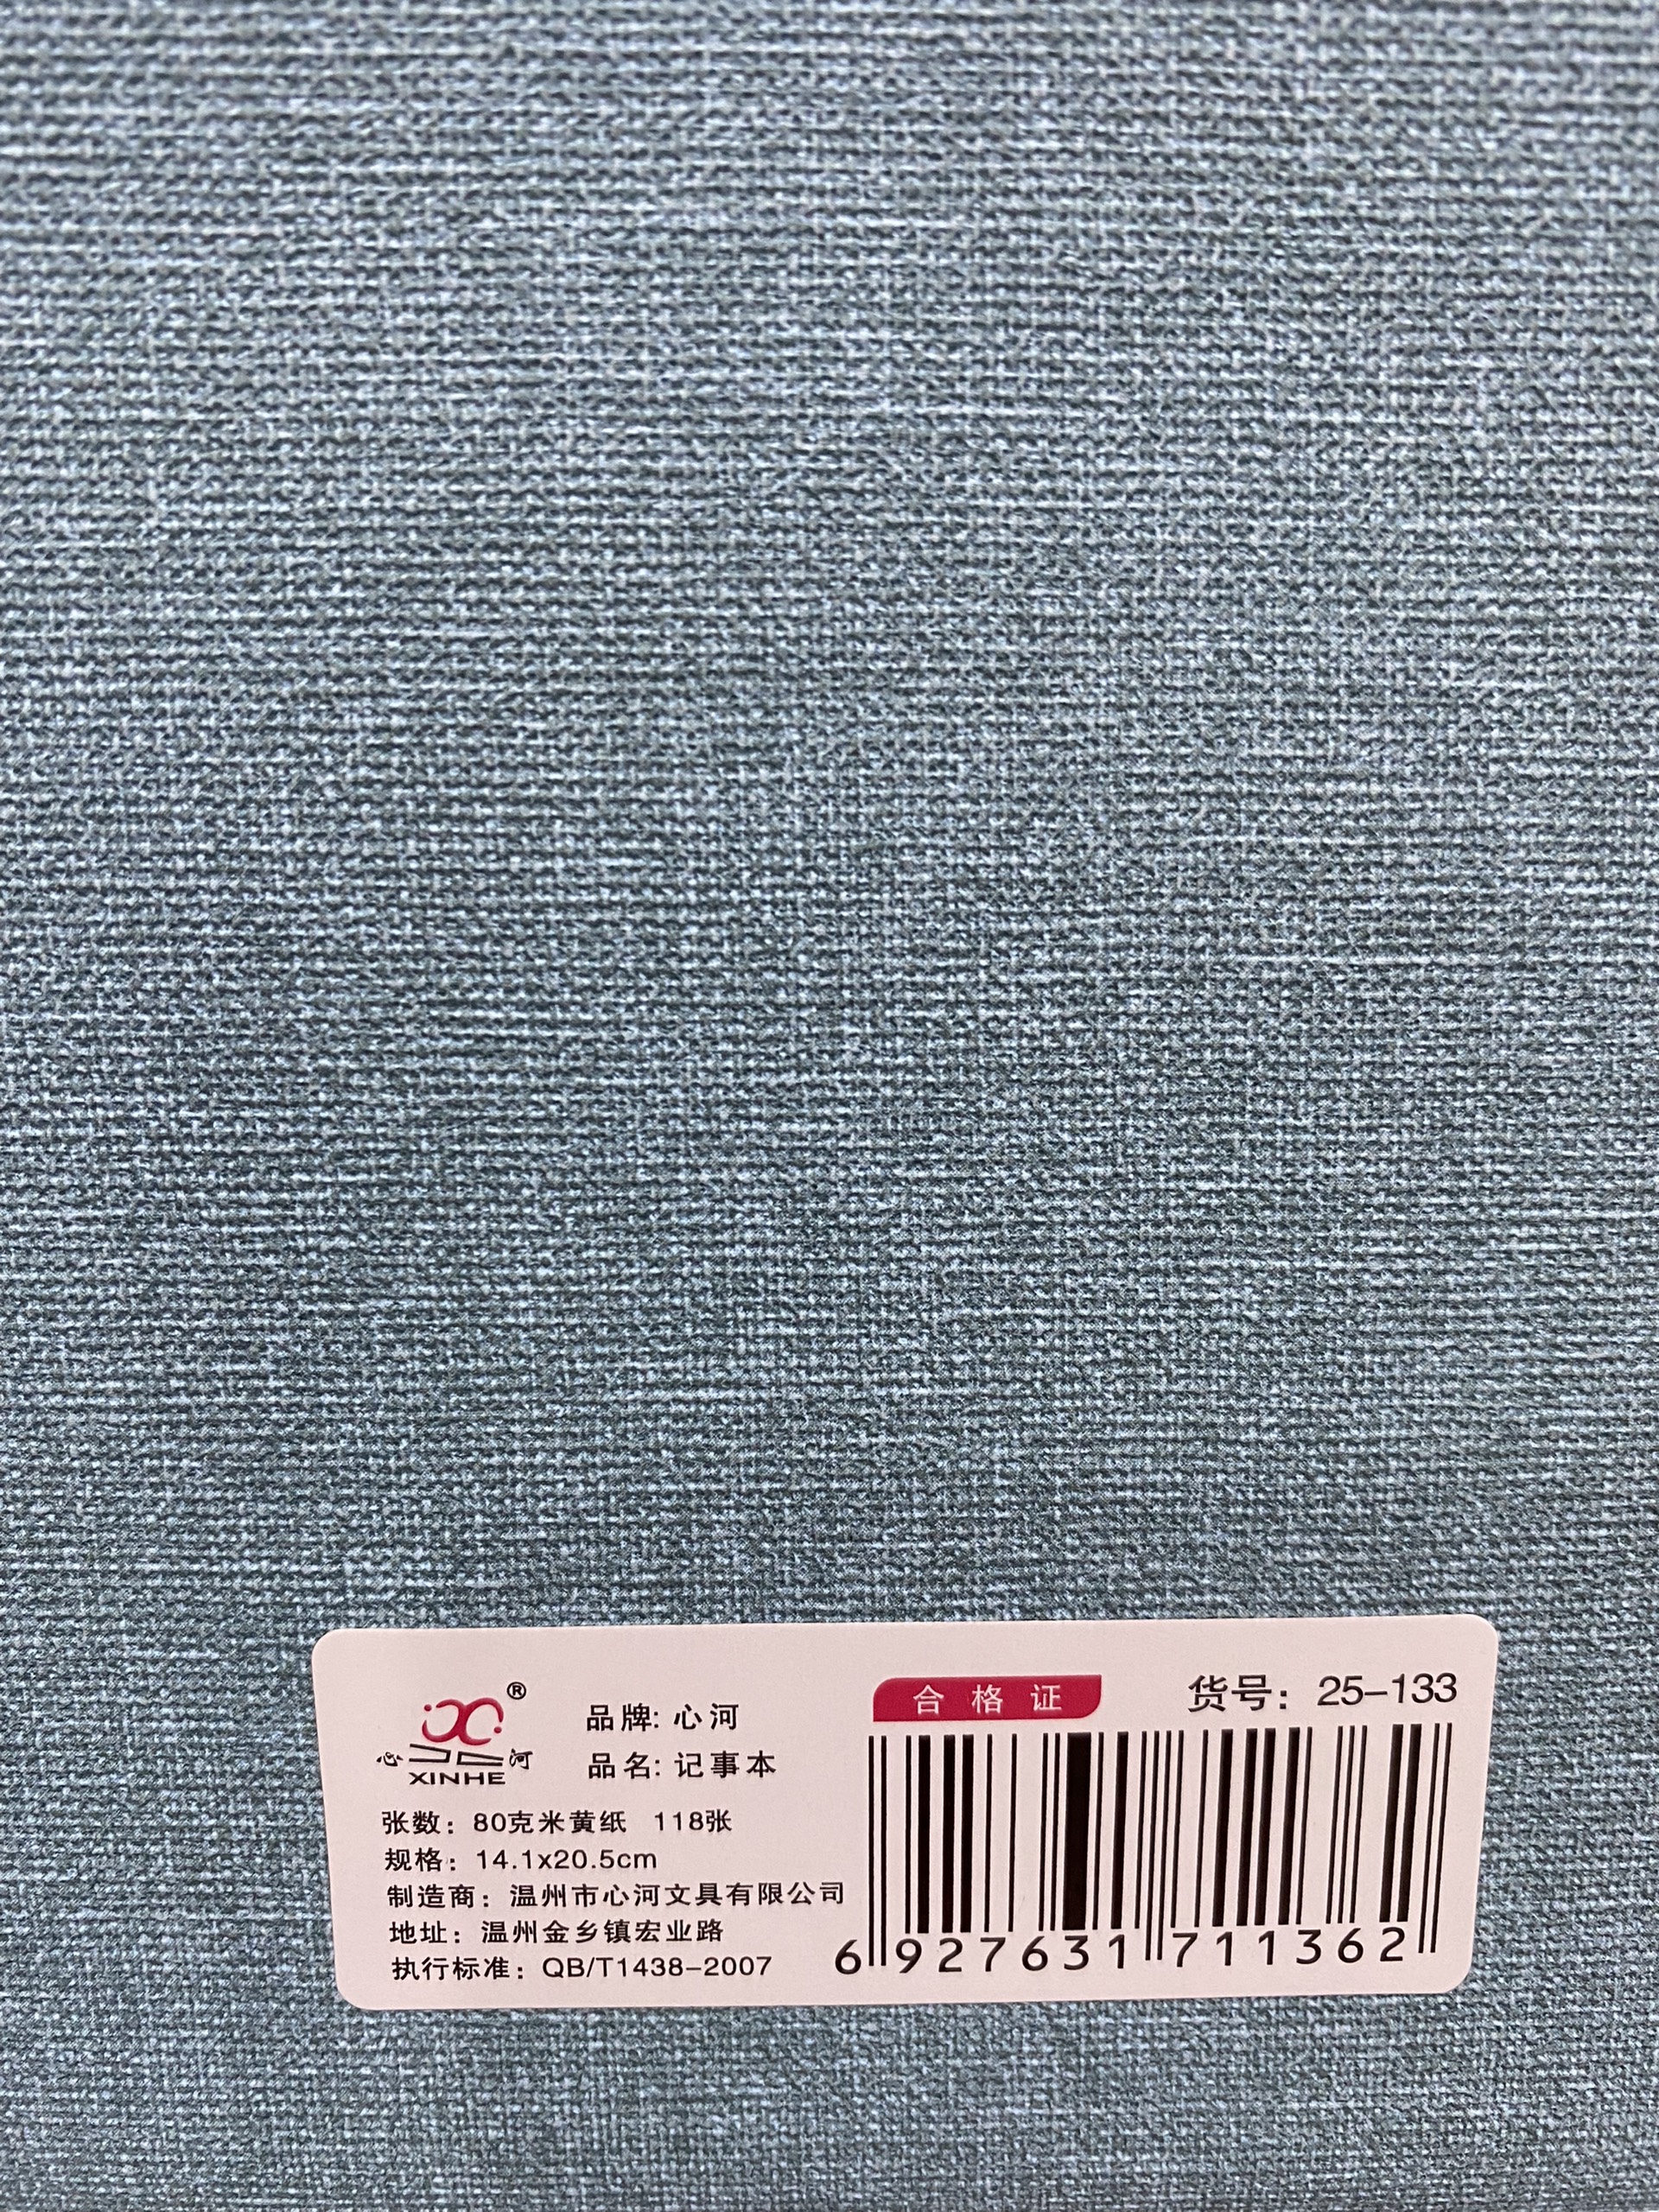 ®
心河
XINHE
品牌: 心河
品名: 记事本
张数: 80克米黄纸 118张
规格: 14.1x20.5cm
制造商: 温州市心河文具有限公司
地址: 温州金乡镇宏业路
执行标准: QB/T1438-2007
合格证
货号: 25-133
6 927631 711362